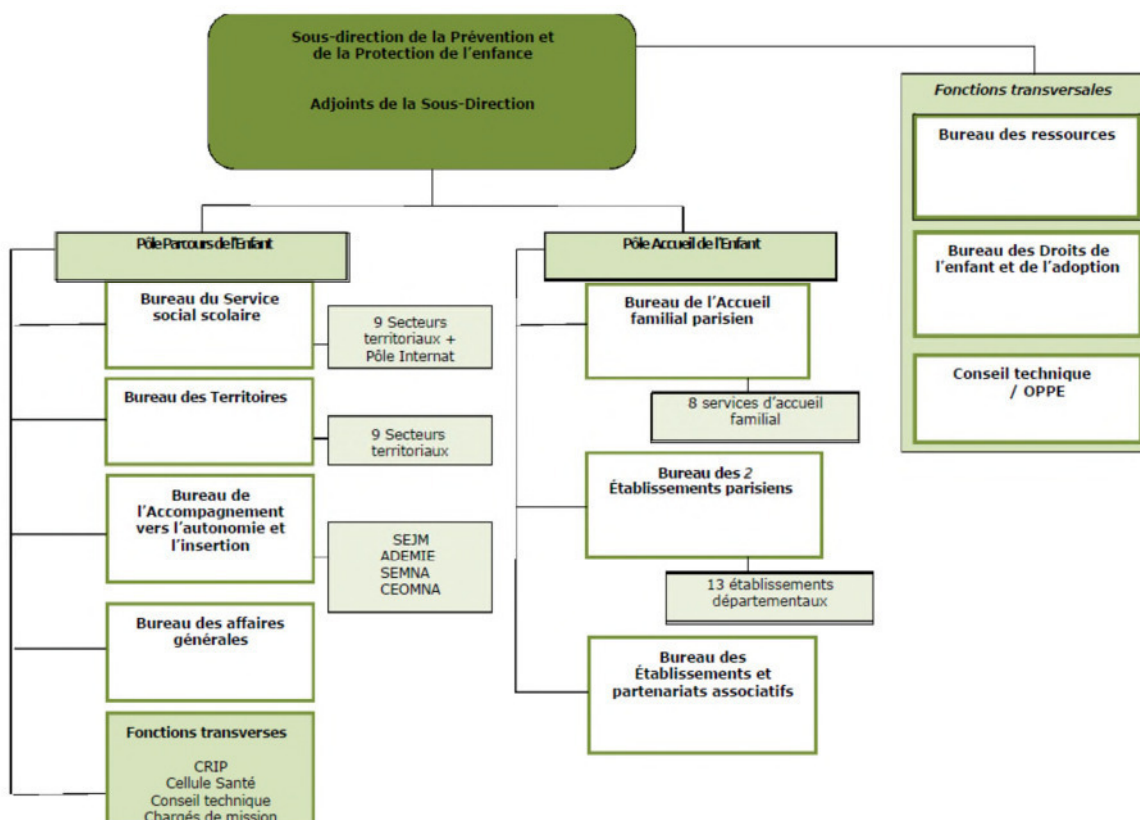 Sous-direction de la Prévention et
de la Protection de l'enfance
Adjoints de la Sous-Direction
Fonctions transversales
Bureau des ressources
Bureau des Droits de
l'enfant et de l'adoption
Conseil technique
/ OPPE
Pôle Parcours de l'Enfant
Bureau du Service
social scolaire
9 Secteurs
territoriaux +
Pôle Internat
Bureau des Territoires
9 Secteurs
territoriaux
Bureau de
l'Accompagnement
vers l'autonomie et
l'insertion
SEJM
ADEMIE
SEMNA
CEOMNA
Bureau des affaires
générales
Fonctions transverses
CRIP
Cellule Santé
Conseil technique
Chargés de mission
Pôle Accueil de l'Enfant
Bureau de l'Accueil
familial parisien
8 services d'accueil
familial
Bureau des 2
Établissements parisiens
13 établissements
départementaux
Bureau des
Établissements et
partenariats associatifs